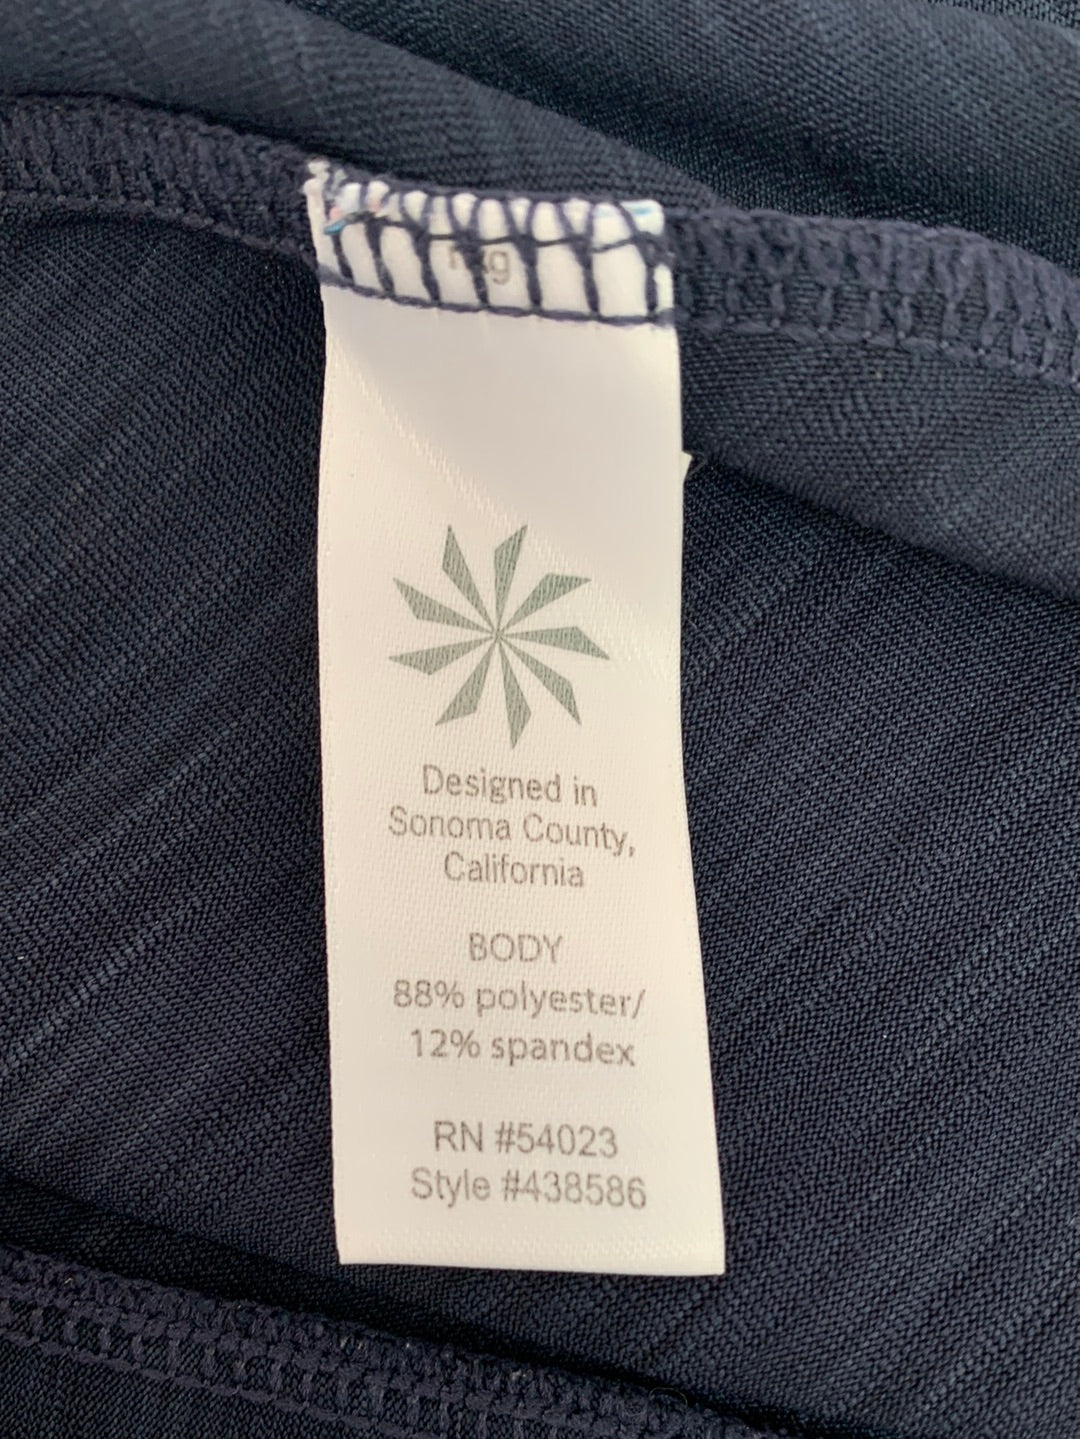 Designed in
Sonoma County,
California
BODY
88% polyester/
12% spandex
RN #54023
Style #438586